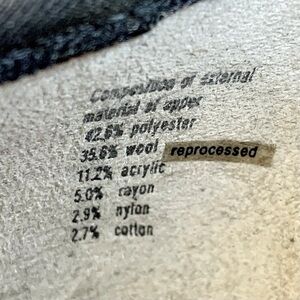 Composition of external
material of upper
42.6% polyester
35.6% wool reprocessed
11.2% acrylic
5.0% rayon
2.9% nylon
2.7% cotton